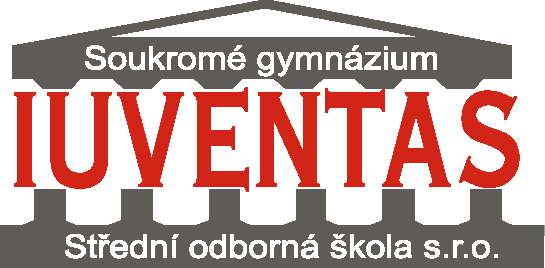 Soukromé gymnázium
IUVENTAS
Střední odborná škola s.r.o.